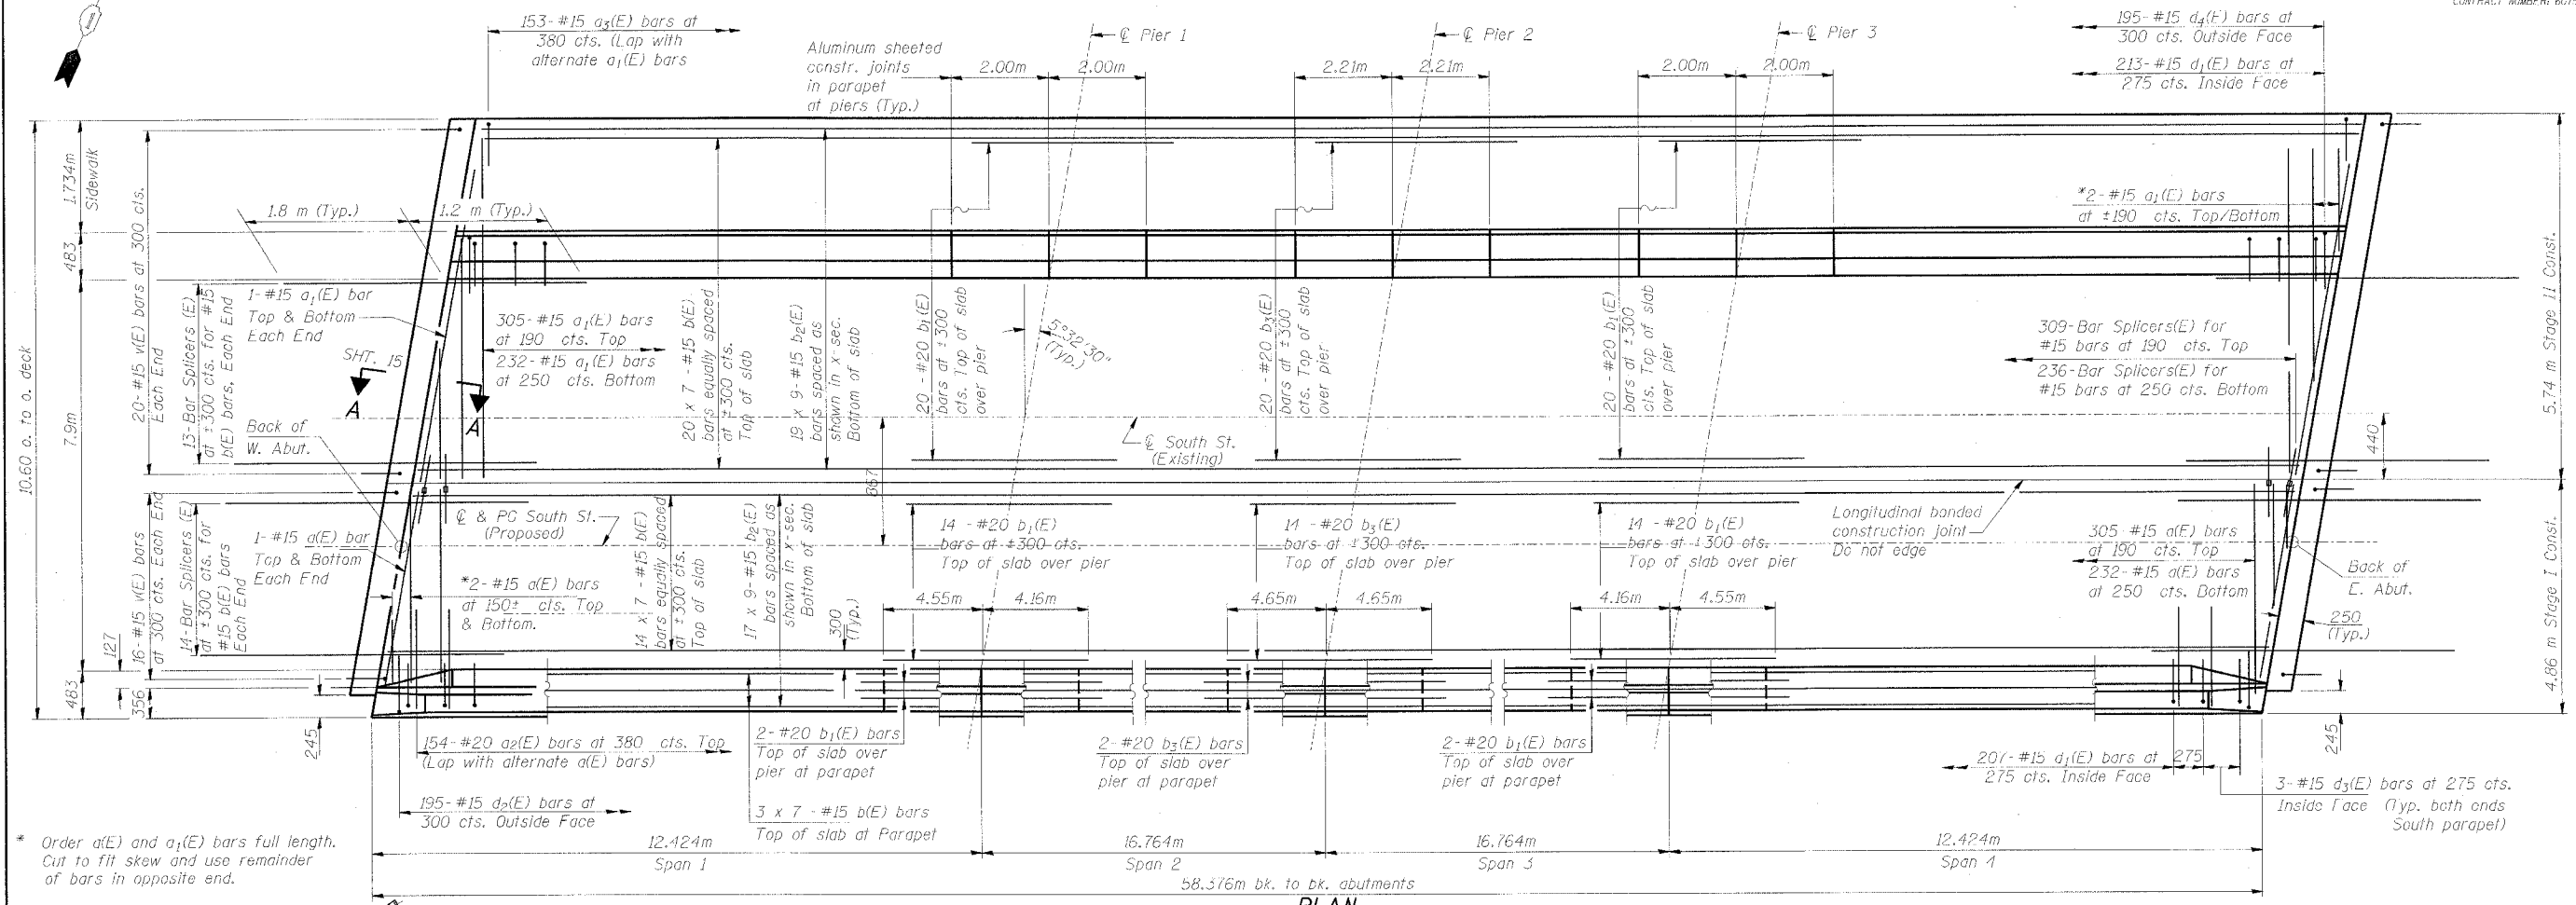 153-#15 a3(E) bars at
380 cts. (Lap with
alternate a1(E) bars
Aluminum sheeted
constr. joints
in parapet
at piers (Typ.)
℄ Pier 1
℄ Pier 2
℄ Pier 3
2.00m
2.00m
2.21m
2.21m
2.00m
2.00m
195-#15 d4(E) bars at
300 cts. Outside Face
213-#15 d1(E) bars at
275 cts. Inside Face
CONTRACT NUMBER:
10.60 o. to o. deck
1.734m
Sidewalk
483
7.9m
483
127
356
245
20-#15 v(E) bars at 300 cts.
Each End
1.8 m (Typ.)
1.2 m (Typ.)
13-Bar Splicers (E)
at ±300 cts. for #15
b(E) bars, Each End
1-#15 a1(E) bar
Top & Bottom
Each End
SHT. 15
A
A
Back of
W. Abut.
305-#15 a1(E) bars
at 190 cts. Top
232-#15 a1(E) bars
at 250 cts. Bottom
20 x 7 -#15 b(E)
bars equally spaced
at ±300 cts.
Top of slab
19 x 9-#15 b2(E)
bars spaced as
shown in x-sec.
Bottom of slab
20 - #20 b1(E)
bars at ±300
cts. Top of slab
over pier
5°32'30"
(Typ.)
20 - #20 b3(E)
bars at ±300
cts. Top of slab
over pier
20 - #20 b1(E)
bars at ±300
cts. Top of slab
over pier
℄ South St.
(Existing)
*2-#15 a1(E) bars
at ±190 cts. Top/Bottom
309-Bar Splicers(E) for
#15 bars at 190 cts. Top
236-Bar Splicers(E) for
#15 bars at 250 cts. Bottom
5.74 m Stage II Const.
440
4.86 m Stage I Const.
867
16-#15 v(E) bars
at 300 cts. Each End
14-Bar Splicers (E)
at ±300 cts. for
#15 b(E) bars
Each End
1-#15 a(E) bar
Top & Bottom
Each End
℄ & PG South St.
(Proposed)
*2-#15 a(E) bars
at 150± cts. Top
& Bottom.
14 x 7 -#15 b(E)
bars equally spaced
at ±300 cts.
Top of slab
17 x 9-#15 b2(E)
bars spaced as
shown in x-sec.
Bottom of slab
300
(Typ.)
14 -#20 b1(E)
bars at ±300 cts.
Top of slab over pier
14 -#20 b3(E)
bars at ±300 cts.
Top of slab over pier
14 -#20 b1(E)
bars at ±300 cts.
Top of slab over pier
Longitudinal bonded
construction joint
Do not edge
305-#15 a(E) bars
at 190 cts. Top
232-#15 a(E) bars
at 250 cts. Bottom
Back of
E. Abut.
250
(Typ.)
4.55m
4.16m
4.65m
4.65m
4.16m
4.55m
154-#20 a2(E) bars at 380 cts. Top
(Lap with alternate a(E) bars)
195-#15 d2(E) bars at
300 cts. Outside Face
2-#20 b1(E) bars
Top of slab over
pier at parapet
3 x 7 -#15 b(E) bars
Top of slab at Parapet
2-#20 b3(E) bars
Top of slab over
pier at parapet
2-#20 b1(E) bars
Top of slab over
pier at parapet
207-#15 d1(E) bars at
275 cts. Inside Face
275
245
3-#15 d3(E) bars at 275 cts.
Inside Face (Typ. both ends
South parapet)
* Order a(E) and a1(E) bars full length.
Cut to fit skew and use remainder
of bars in opposite end.
12.424m
Span 1
16.764m
Span 2
16.764m
Span 3
12.424m
Span 4
58.376m bk. to bk. abutments
PLAN